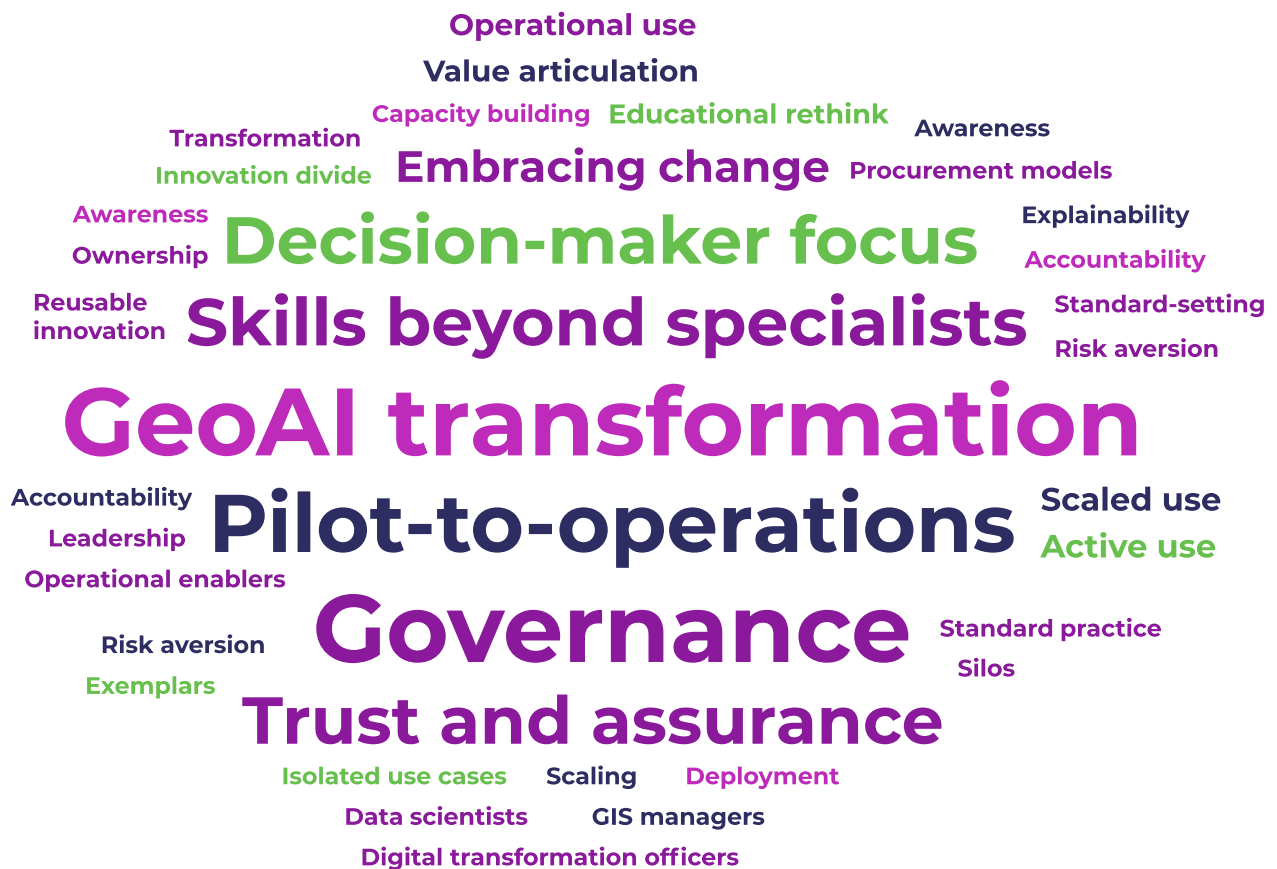 Operational use
Value articulation
Capacity building
Educational rethink
Awareness
Transformation
Embracing change
Procurement models
Innovation divide
Awareness
Decision-maker focus
Explainability
Ownership
Accountability
Reusable
innovation
Skills beyond specialists
Standard-setting
Risk aversion
GeoAI transformation
Accountability
Pilot-to-operations
Scaled use
Leadership
Active use
Operational enablers
Governance
Standard practice
Risk aversion
Silos
Exemplars
Trust and assurance
Isolated use cases
Scaling
Deployment
Data scientists
GIS managers
Digital transformation officers